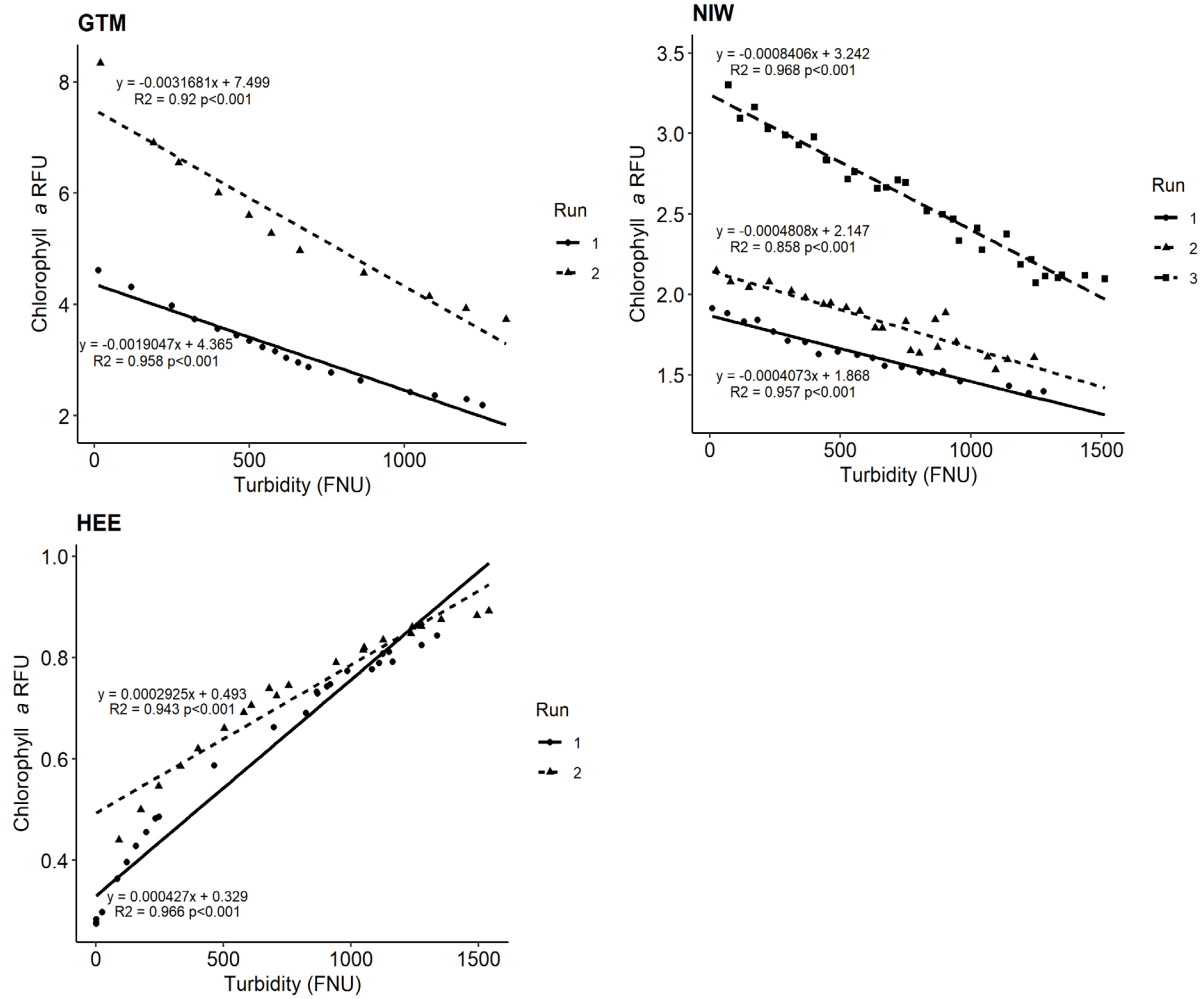 GTM
8
6
4
2
Chlorophyll a RFU
y = -0.0031681x + 7.499
R2 = 0.92 p<0.001
y = -0.0019047x + 4.365
R2 = 0.958 p<0.001
0
500
1000
Turbidity (FNU)
Run
1
2
NIW
3.5
3.0
2.5
2.0
1.5
Chlorophyll a RFU
y = -0.0008406x + 3.242
R2 = 0.968 p<0.001
y = -0.0004808x + 2.147
R2 = 0.858 p<0.001
y = -0.0004073x + 1.868
R2 = 0.957 p<0.001
0
500
1000
1500
Turbidity (FNU)
Run
1
2
3
HEE
1.0
0.8
0.6
0.4
Chlorophyll a RFU
y = 0.0002925x + 0.493
R2 = 0.943 p<0.001
y = 0.000427x + 0.329
R2 = 0.966 p<0.001
0
500
1000
1500
Turbidity (FNU)
Run
1
2